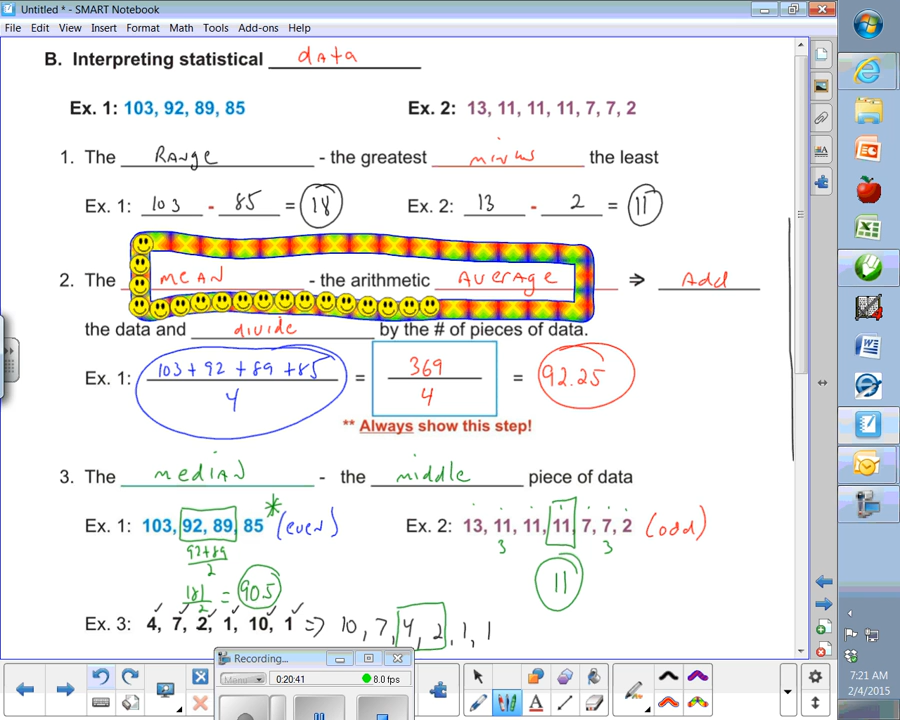 Untitled * - SMART Notebook
File Edit View Insert Format Math Tools Add-ons Help
B. Interpreting statistical data
Ex. 1: 103, 92, 89, 85 Ex. 2: 13, 11, 11, 11, 7, 7, 2
1. The Range - the greatest minus the least
Ex. 1: 103 - 85 = 18 Ex. 2: 13 - 2 = 11
2. The MEAN - the arithmetic AVERAGE ⇒ Add
the data and divide by the # of pieces of data.
Ex. 1: 103 + 92 + 89 + 85 / 4 = 369 / 4 = 92.25
** Always show this step!
3. The MEDIAN - the middle piece of data
Ex. 1: 103, 92, 89, 85 * (even) Ex. 2: 13, 11, 11, 11, 7, 7, 2 (odd)
92+89 / 2 3 3
181 / 2 = 90.5 11
Ex. 3: 4, 7, 2, 1, 10, 1 => 10, 7, 4, 2, 1, 1
Recording...
Menu 0:20:41 8.0 fps
7:21 AM
2/4/2015